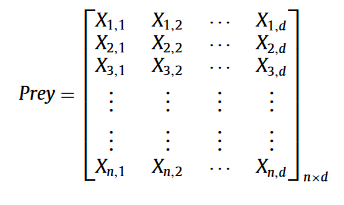 X1,1 X1,2 ⋯ X1,d
X2,1 X2,2 ⋯ X2,d
X3,1 X3,2 ⋯ X3,d
Prey = ⋮ ⋮ ⋮ ⋮
⋮ ⋮ ⋮ ⋮
Xn,1 Xn,2 ⋯ Xn,d
n×d